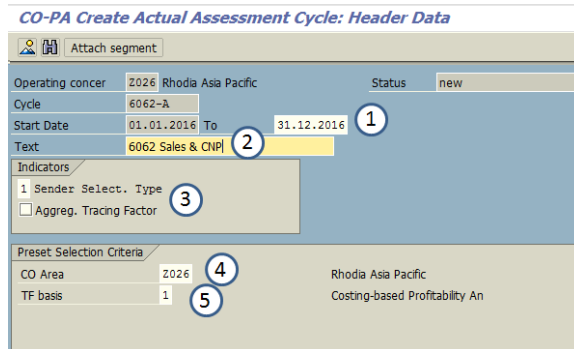 CO-PA Create Actual Assessment Cycle: Header Data
Attach segment
Operating concer Z026 Rhodia Asia Pacific Status new
Cycle 6062-A
Start Date 01.01.2016 To 31.12.2016 1
Text 6062 Sales & CNP 2
Indicators
1 Sender Select. Type
3
Aggreg. Tracing Factor
Preset Selection Criteria
CO Area Z026 4 Rhodia Asia Pacific
TF basis 1 5 Costing-based Profitability An